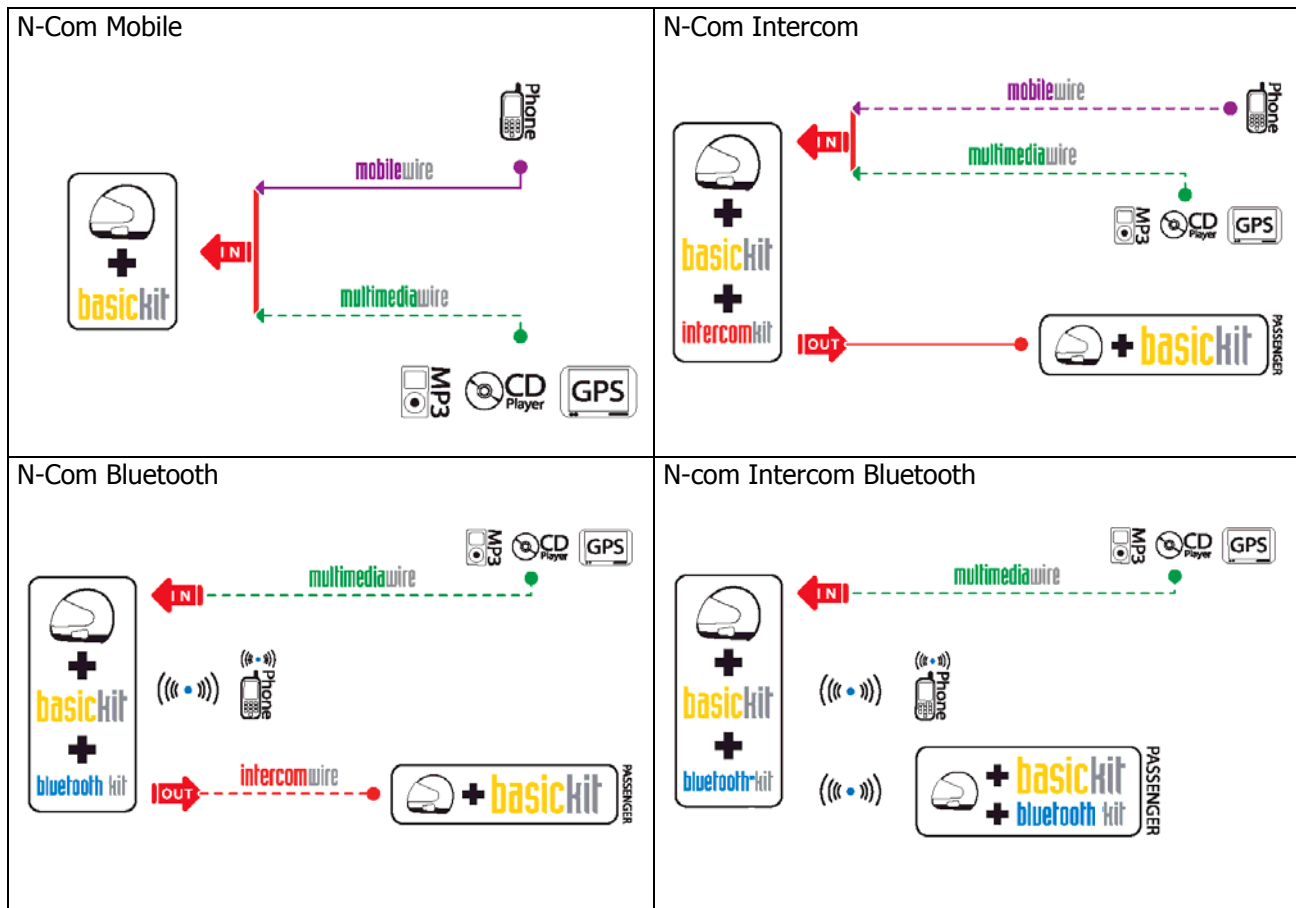 N-Com Mobile
Phone
mobilewire
IN
basickit
multimediawire
MP3
CD
Player
GPS
N-Com Intercom
mobilewire
Phone
IN
multimediawire
MP3
CD
Player
GPS
basickit
intercomkit
OUT
basickit
PASSENGER
N-Com Bluetooth
MP3
CD
Player
GPS
multimediawire
IN
Phone
basickit
bluetooth kit
OUT
intercomwire
basickit
PASSENGER
N-com Intercom Bluetooth
MP3
CD
Player
GPS
multimediawire
IN
Phone
basickit
bluetooth-kit
basickit
bluetooth kit
PASSENGER